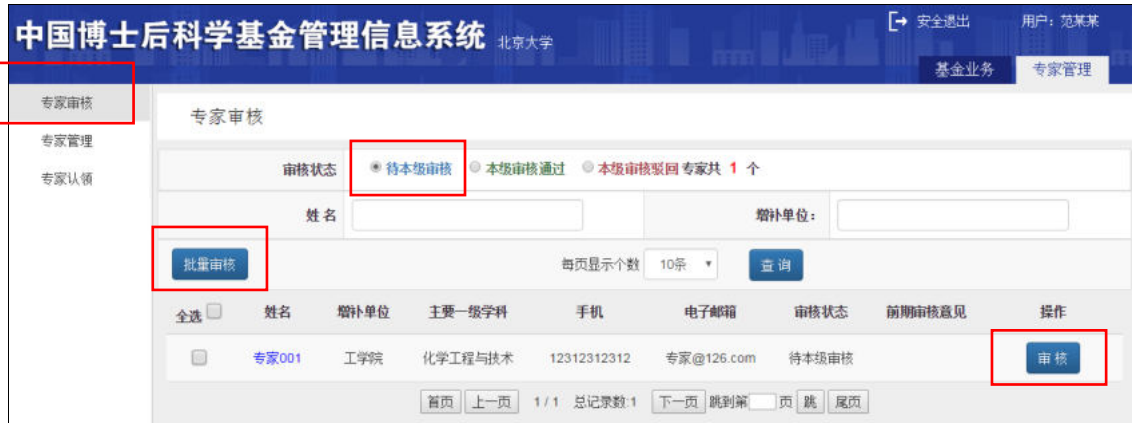 中国博士后科学基金管理信息系统 北京大学 安全退出 用户：范某某
基金业务 专家管理
专家审核
专家管理
专家认领
专家审核
审核状态 待本级审核 本级审核通过 本级审核驳回 专家共 1 个
姓名 增补单位：
批量审核 每页显示个数 10条 查询
全选 姓名 增补单位 主要一级学科 手机 电子邮箱 审核状态 前期审核意见 操作
专家001 工学院 化学工程与技术 12312312312 专家@126.com 待本级审核 审核
首页 上一页 1/1 总记录数:1 下一页 跳到第 页 跳 尾页